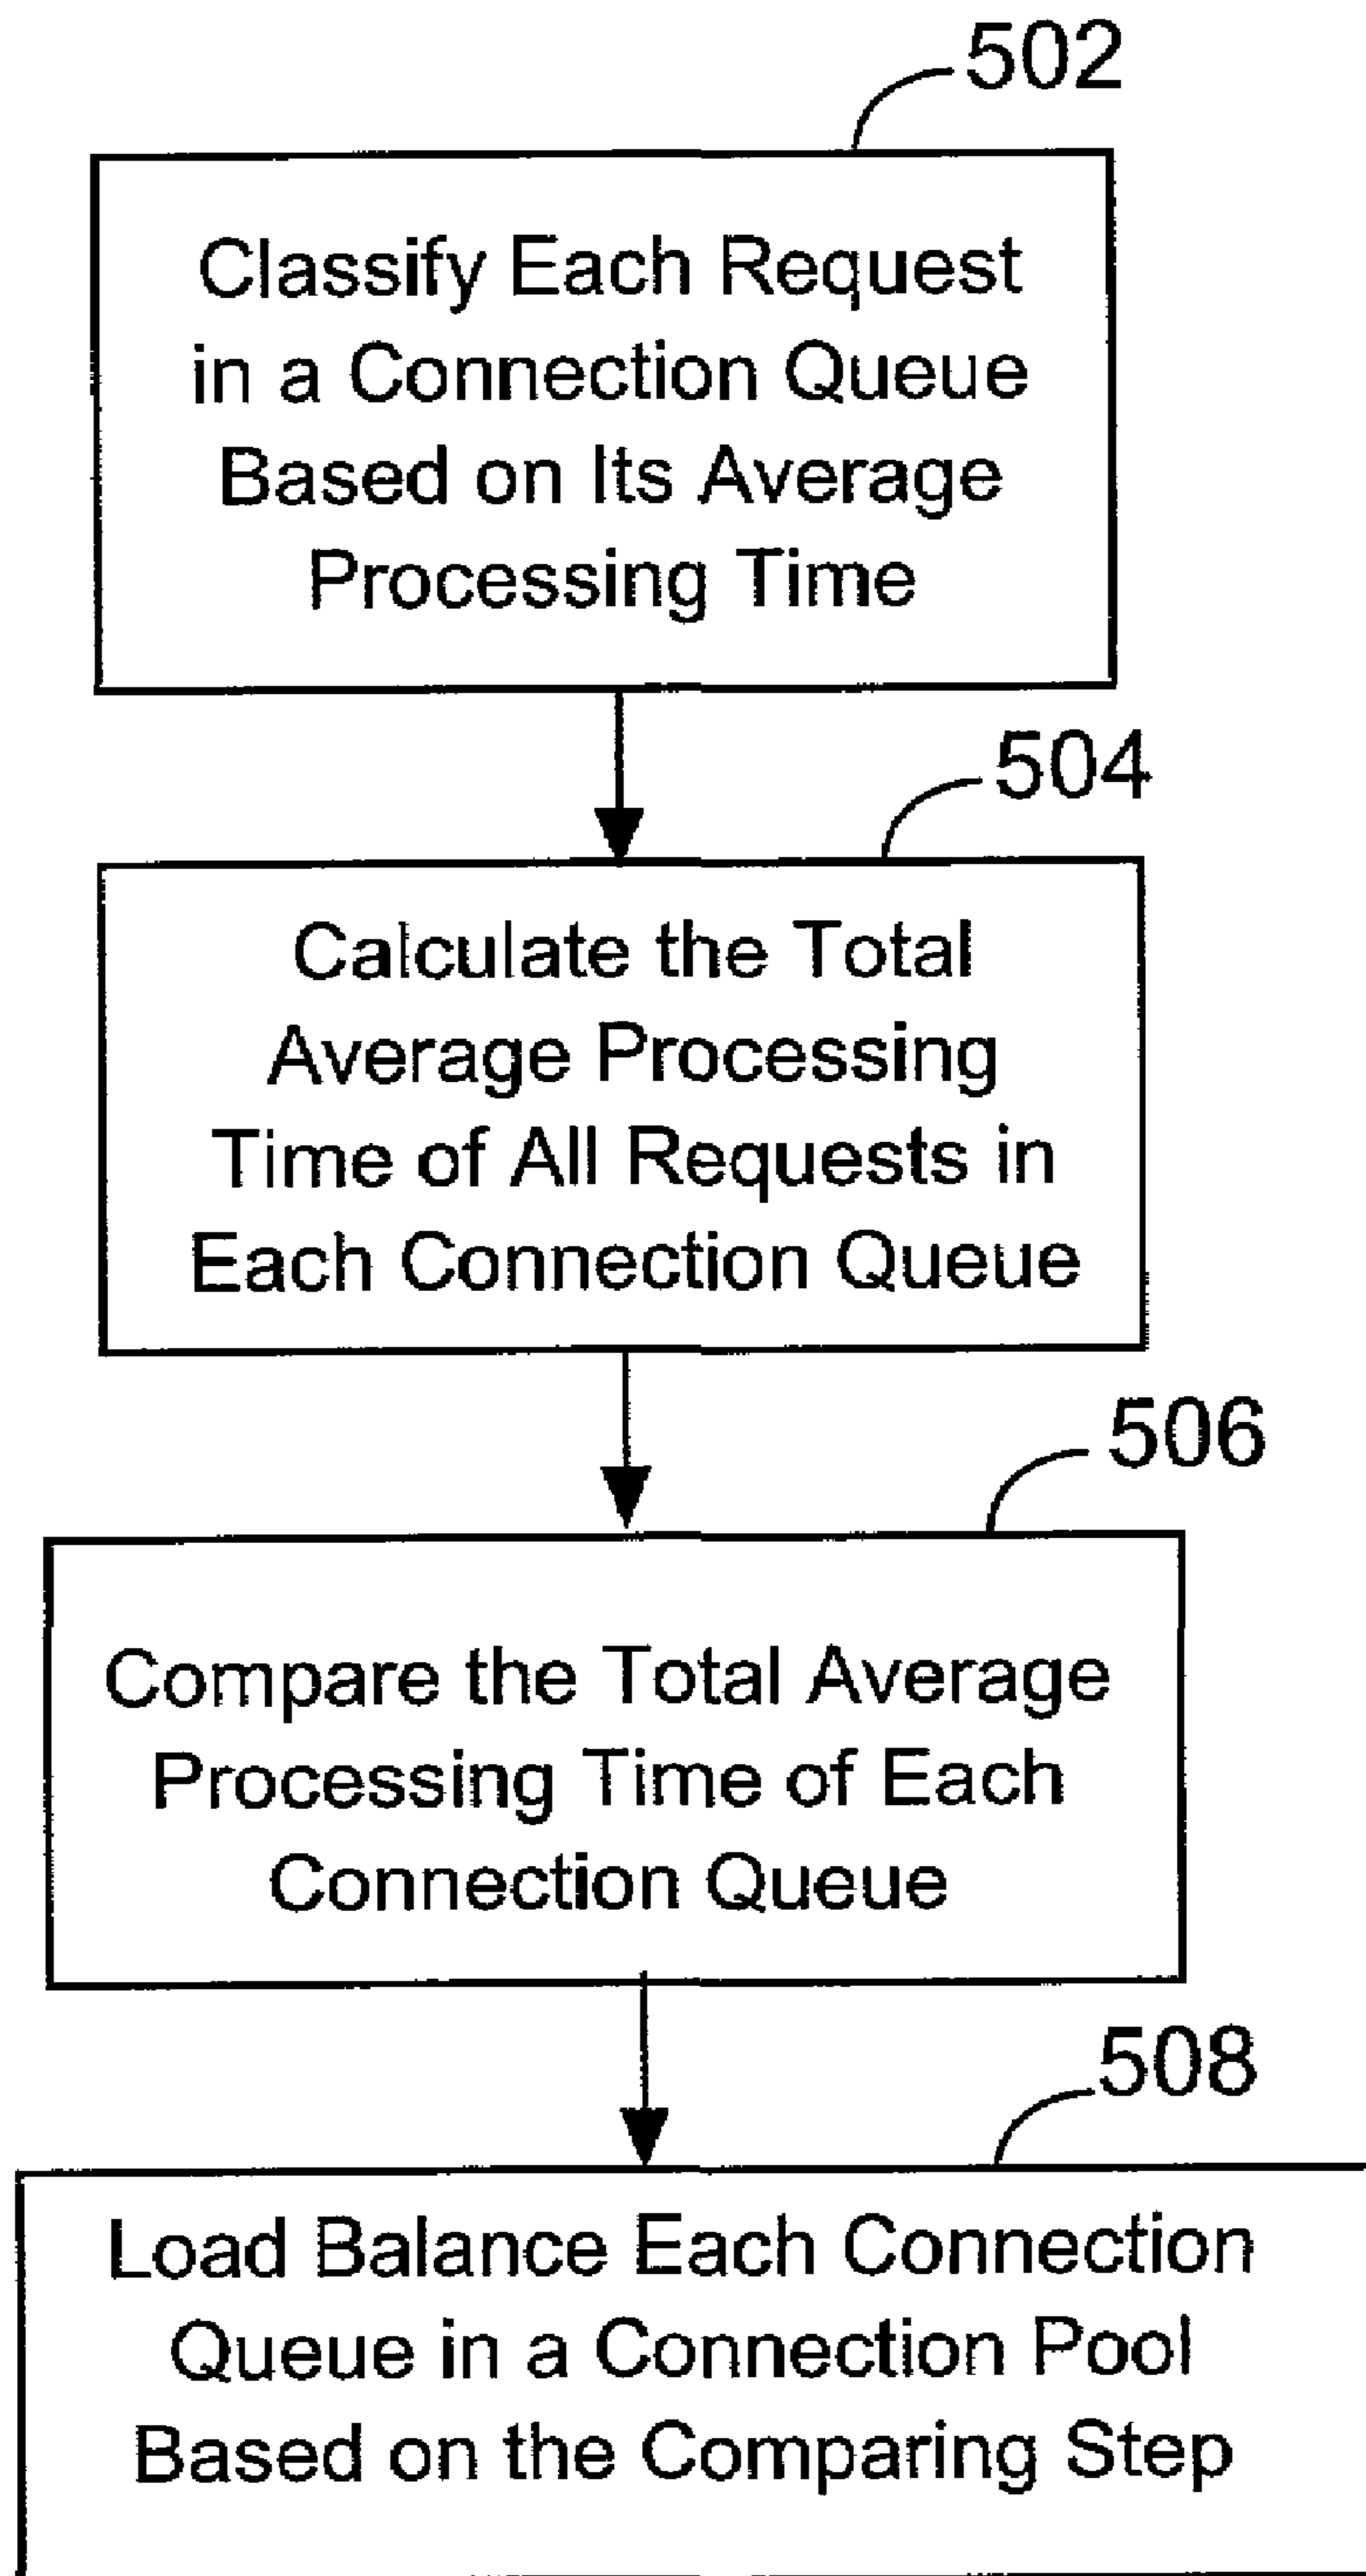 502
Classify Each Request
in a Connection Queue
Based on Its Average
Processing Time
504
Calculate the Total
Average Processing
Time of All Requests in
Each Connection Queue
506
Compare the Total Average
Processing Time of Each
Connection Queue
508
Load Balance Each Connection
Queue in a Connection Pool
Based on the Comparing Step